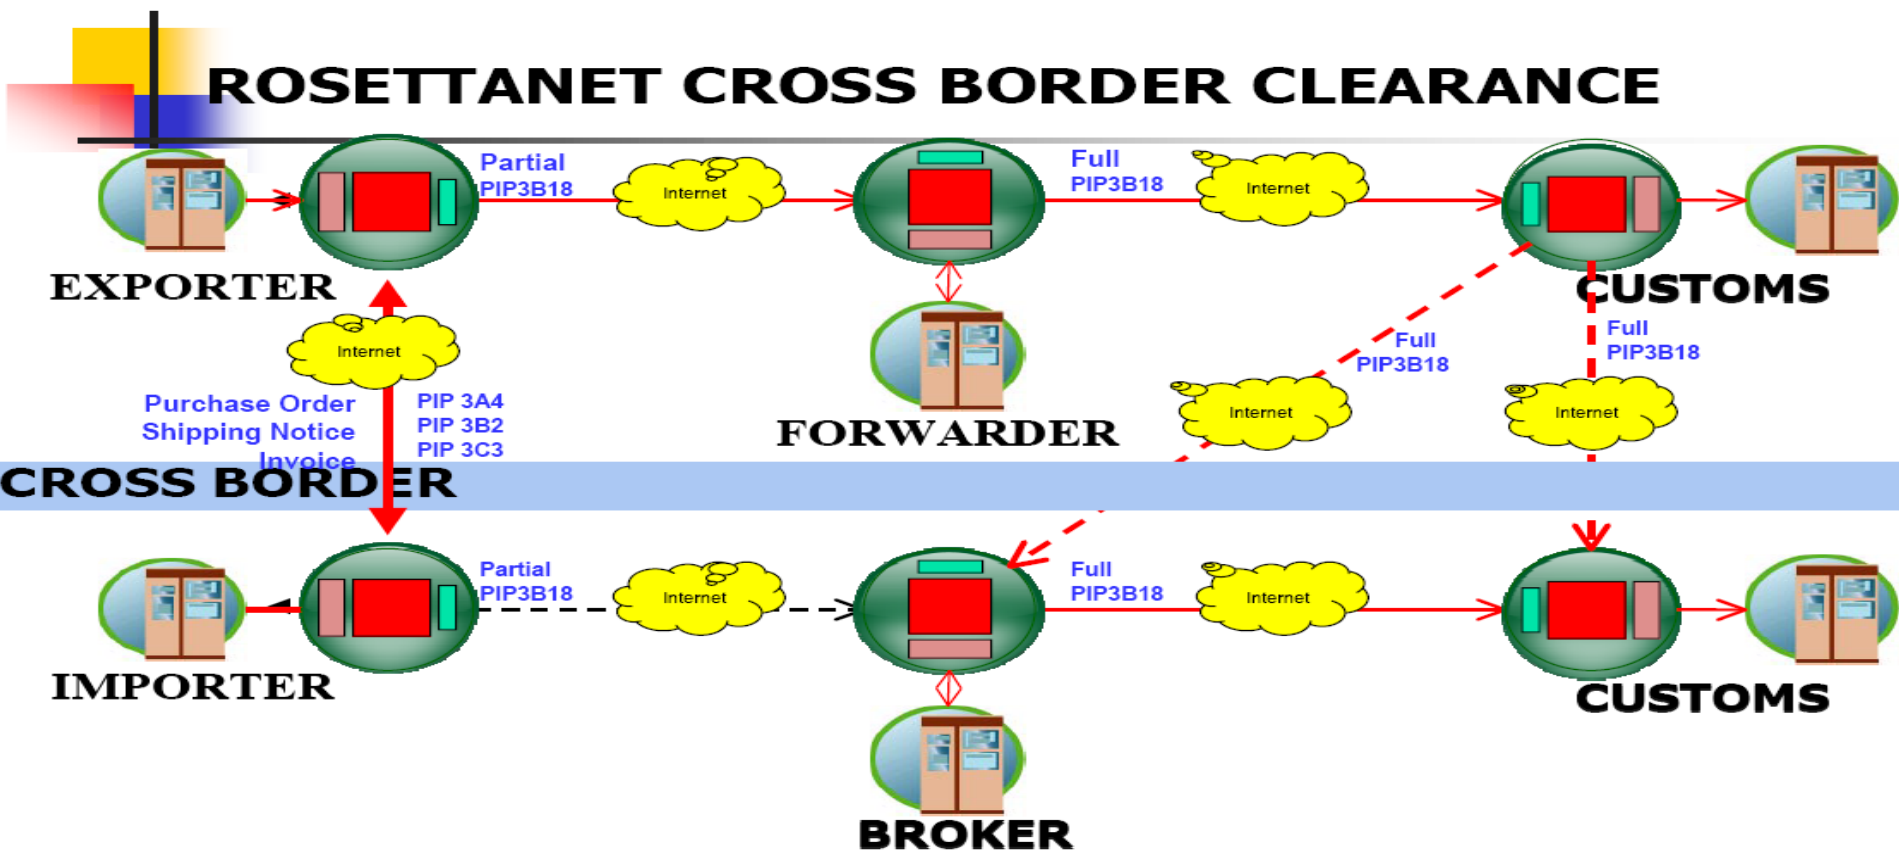 ROSETTANET CROSS BORDER CLEARANCE
Partial
PIP3B18
Internet
Full
PIP3B18
Internet
EXPORTER
CUSTOMS
Internet
Full
PIP3B18
Full
PIP3B18
Purchase Order
Shipping Notice
Invoice
PIP 3A4
PIP 3B2
PIP 3C3
FORWARDER
Internet
Internet
CROSS BORDER
Partial
PIP3B18
Internet
Full
PIP3B18
Internet
IMPORTER
CUSTOMS
BROKER